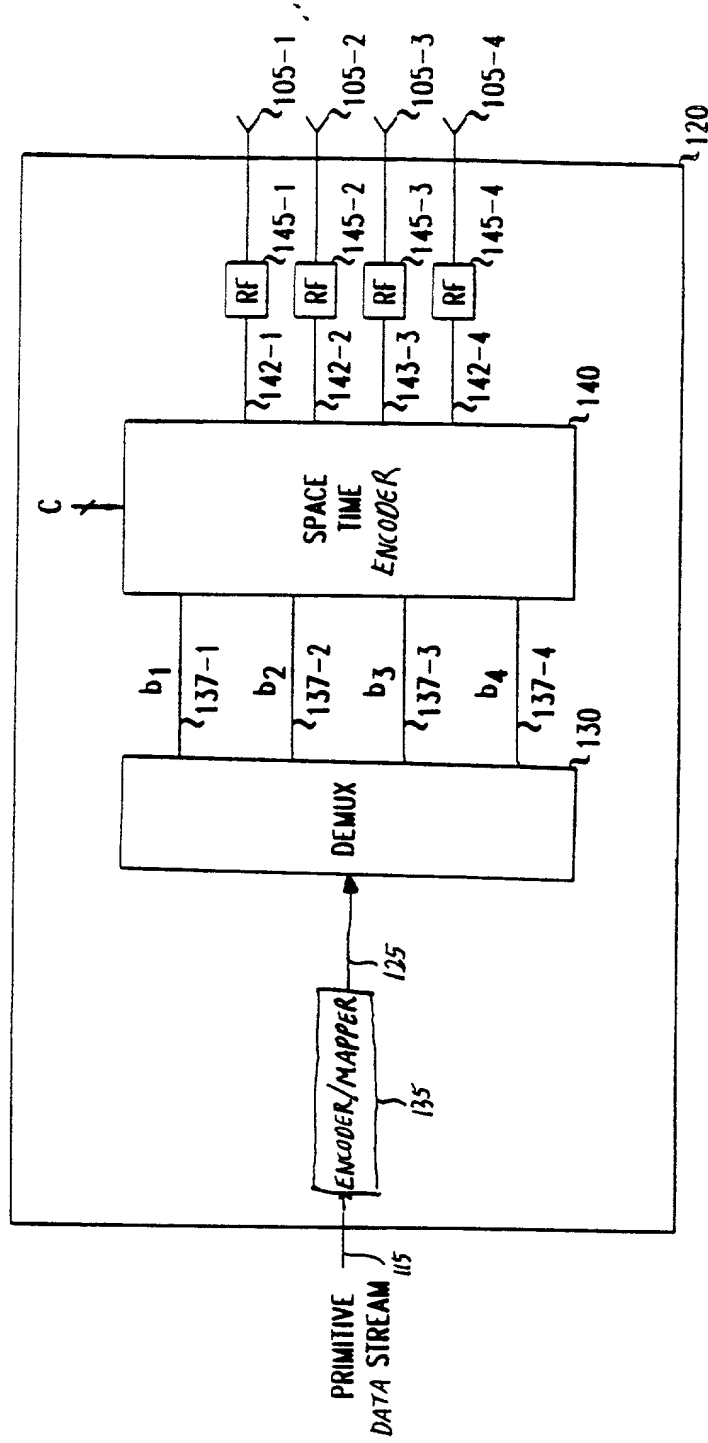 PRIMITIVE
DATA STREAM
115
ENCODER/MAPPER
135
125
DEMUX
130
b1
137-1
b2
137-2
b3
137-3
b4
137-4
C
SPACE
TIME
ENCODER
140
142-1
142-2
143-3
142-4
RF
145-1
RF
145-2
RF
145-3
RF
145-4
105-1
105-2
105-3
105-4
120